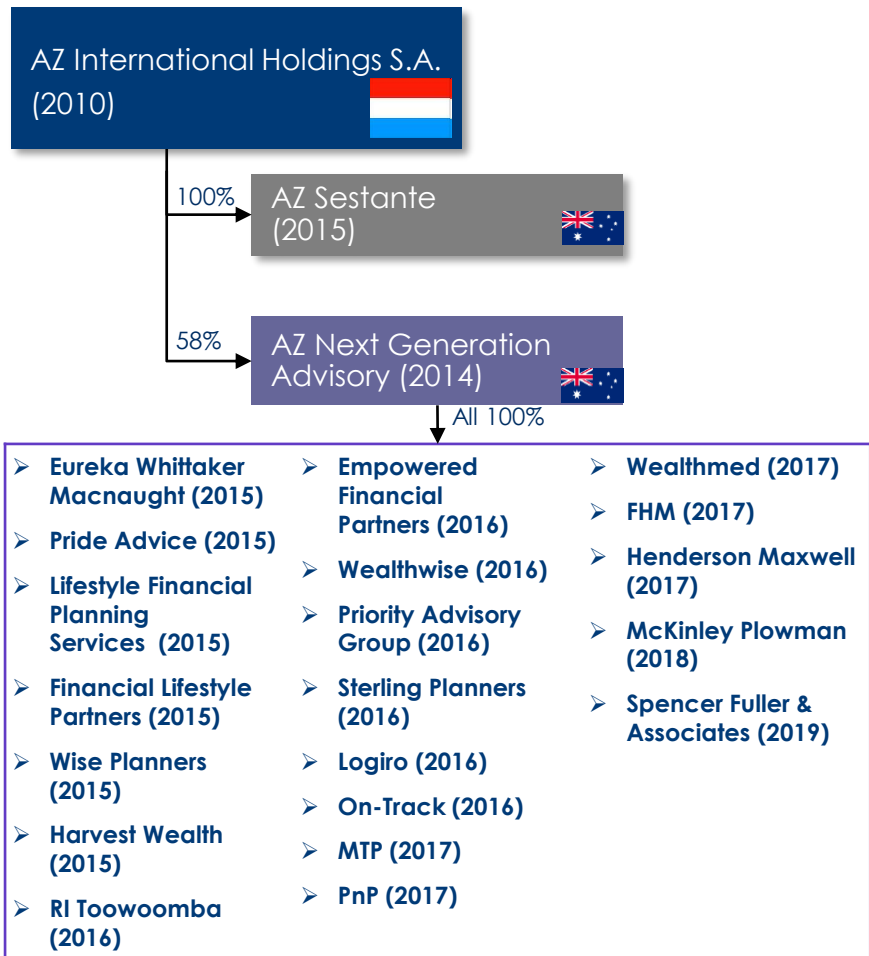 AZ International Holdings S.A.
(2010)
100%
AZ Sestante
(2015)
58%
AZ Next Generation
Advisory (2014)
All 100%
➢ Eureka Whittaker
Macnaught (2015)
➢ Pride Advice (2015)
➢ Lifestyle Financial
Planning
Services (2015)
➢ Financial Lifestyle
Partners (2015)
➢ Wise Planners
(2015)
➢ Harvest Wealth
(2015)
➢ RI Toowoomba
(2016)
➢ Empowered
Financial
Partners (2016)
➢ Wealthwise (2016)
➢ Priority Advisory
Group (2016)
➢ Sterling Planners
(2016)
➢ Logiro (2016)
➢ On-Track (2016)
➢ MTP (2017)
➢ PnP (2017)
➢ Wealthmed (2017)
➢ FHM (2017)
➢ Henderson Maxwell
(2017)
➢ McKinley Plowman
(2018)
➢ Spencer Fuller &
Associates (2019)